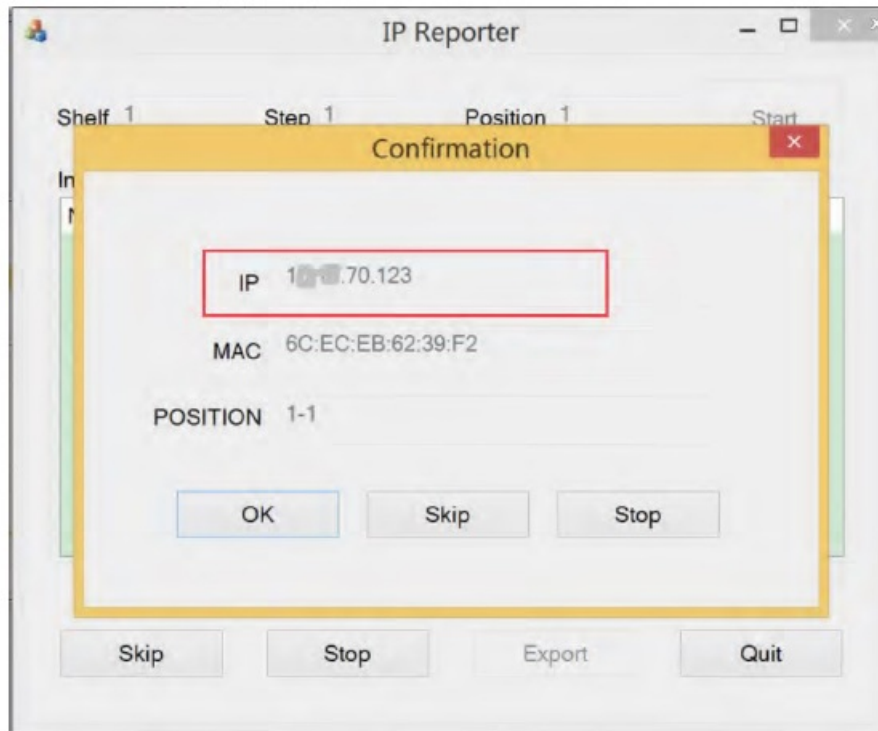 IP Reporter
Shelf 1 Step 1 Position 1 Start
Confirmation
In
IP .70.123
MAC 6C:EC:EB:62:39:F2
POSITION 1-1
OK Skip Stop
Skip Stop Export Quit